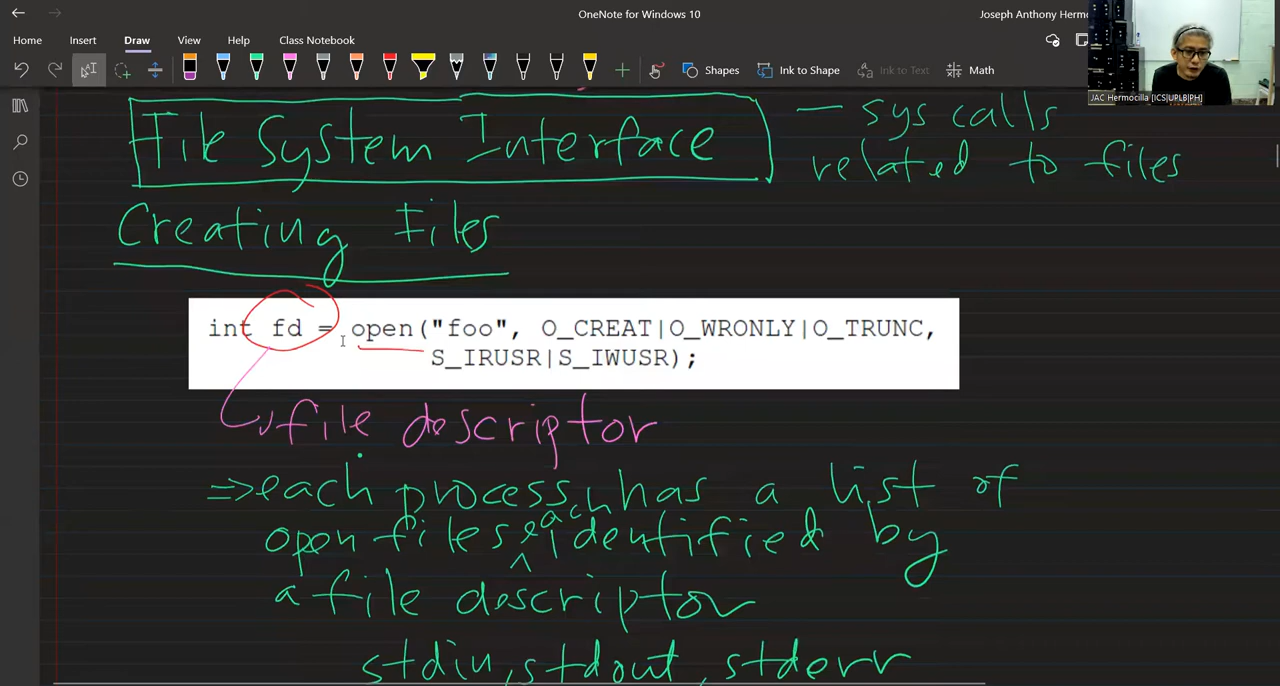 OneNote for Windows 10
Joseph Anthony Hermo
Home Insert Draw View Help Class Notebook
Shapes Ink to Shape Ink to Text Math
JAC Hermocilla [ICS|UPLB|PH]
File System Interface
— sys calls
related to files
Creating Files
int fd = open("foo", O_CREAT|O_WRONLY|O_TRUNC,
S_IRUSR|S_IWUSR);
file descriptor
=> each process, has a list of
open files each identified by
a file descriptor
stdin, stdout, stderr